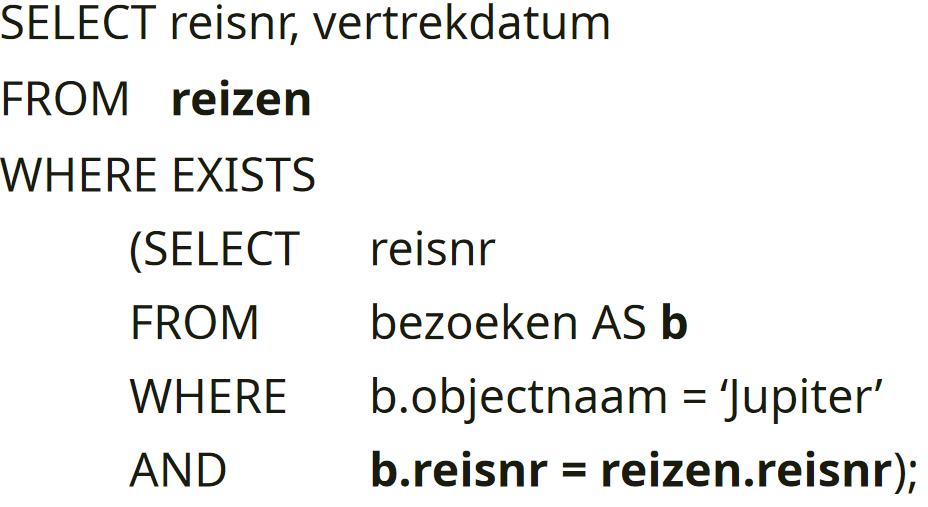 SELECT reisnr, vertrekdatum
FROM reizen
WHERE EXISTS
(SELECT reisnr
FROM bezoeken AS b
WHERE b.objectnaam = ‘Jupiter’
AND b.reisnr = reizen.reisnr);